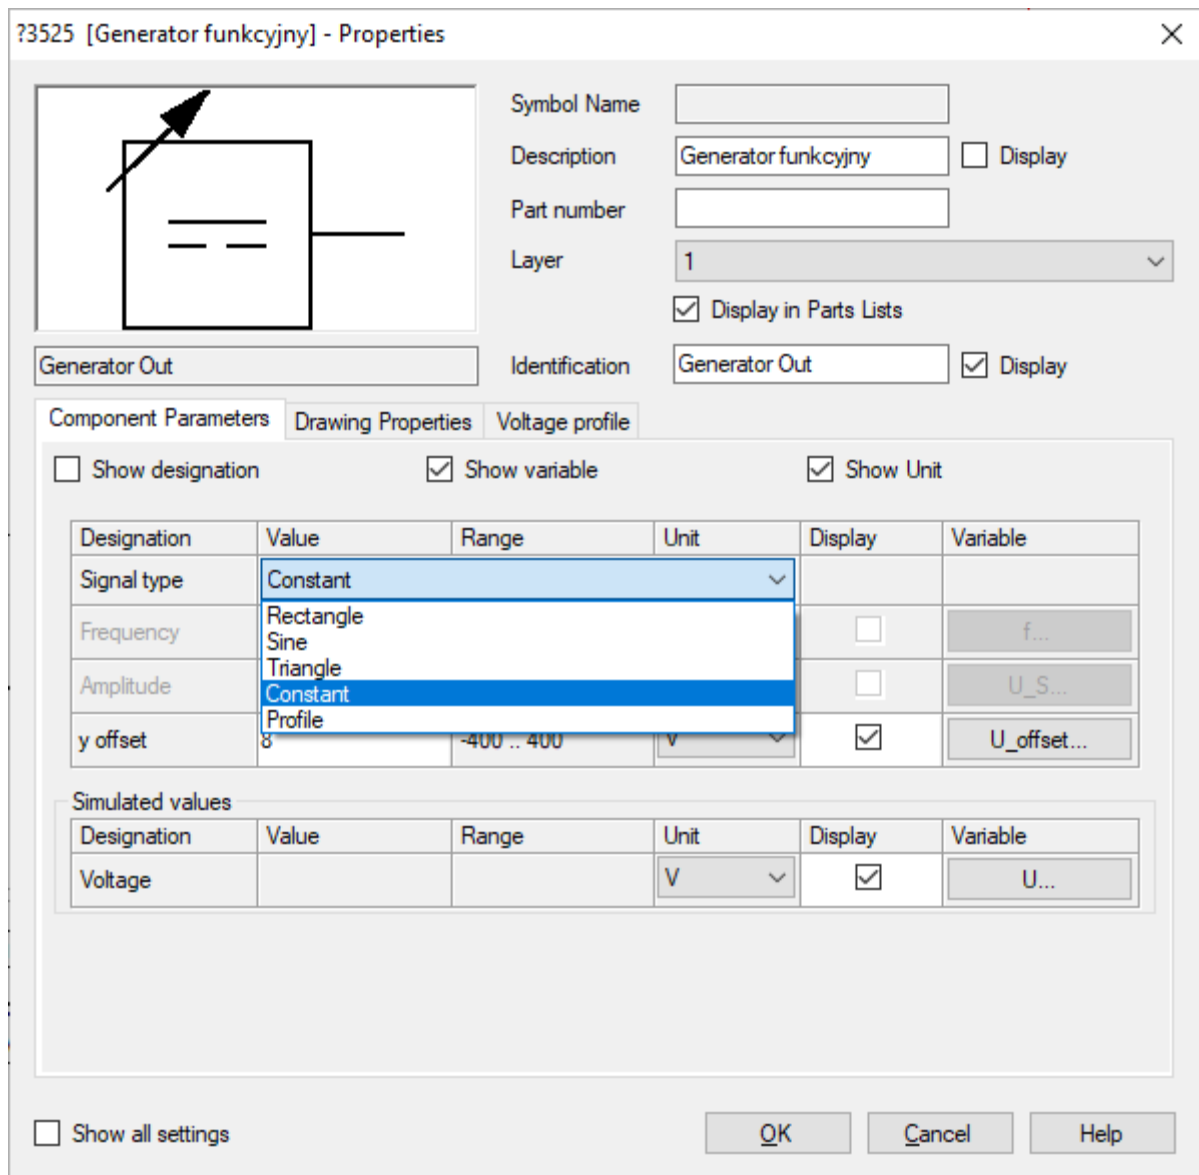 ?3525 [Generator funkcyjny] - Properties
Symbol Name
Description Generator funkcyjny Display
Part number
Layer 1
Display in Parts Lists
Generator Out Identification Generator Out Display
Component Parameters Drawing Properties Voltage profile
Show designation Show variable Show Unit
Designation Value Range Unit Display Variable
Signal type Constant
Rectangle
Frequency f...
Sine
Triangle
Amplitude U_S...
Constant
Profile
y offset 8 -400 .. 400 V U_offset...
Simulated values
Designation Value Range Unit Display Variable
Voltage V U...
Show all settings OK Cancel Help